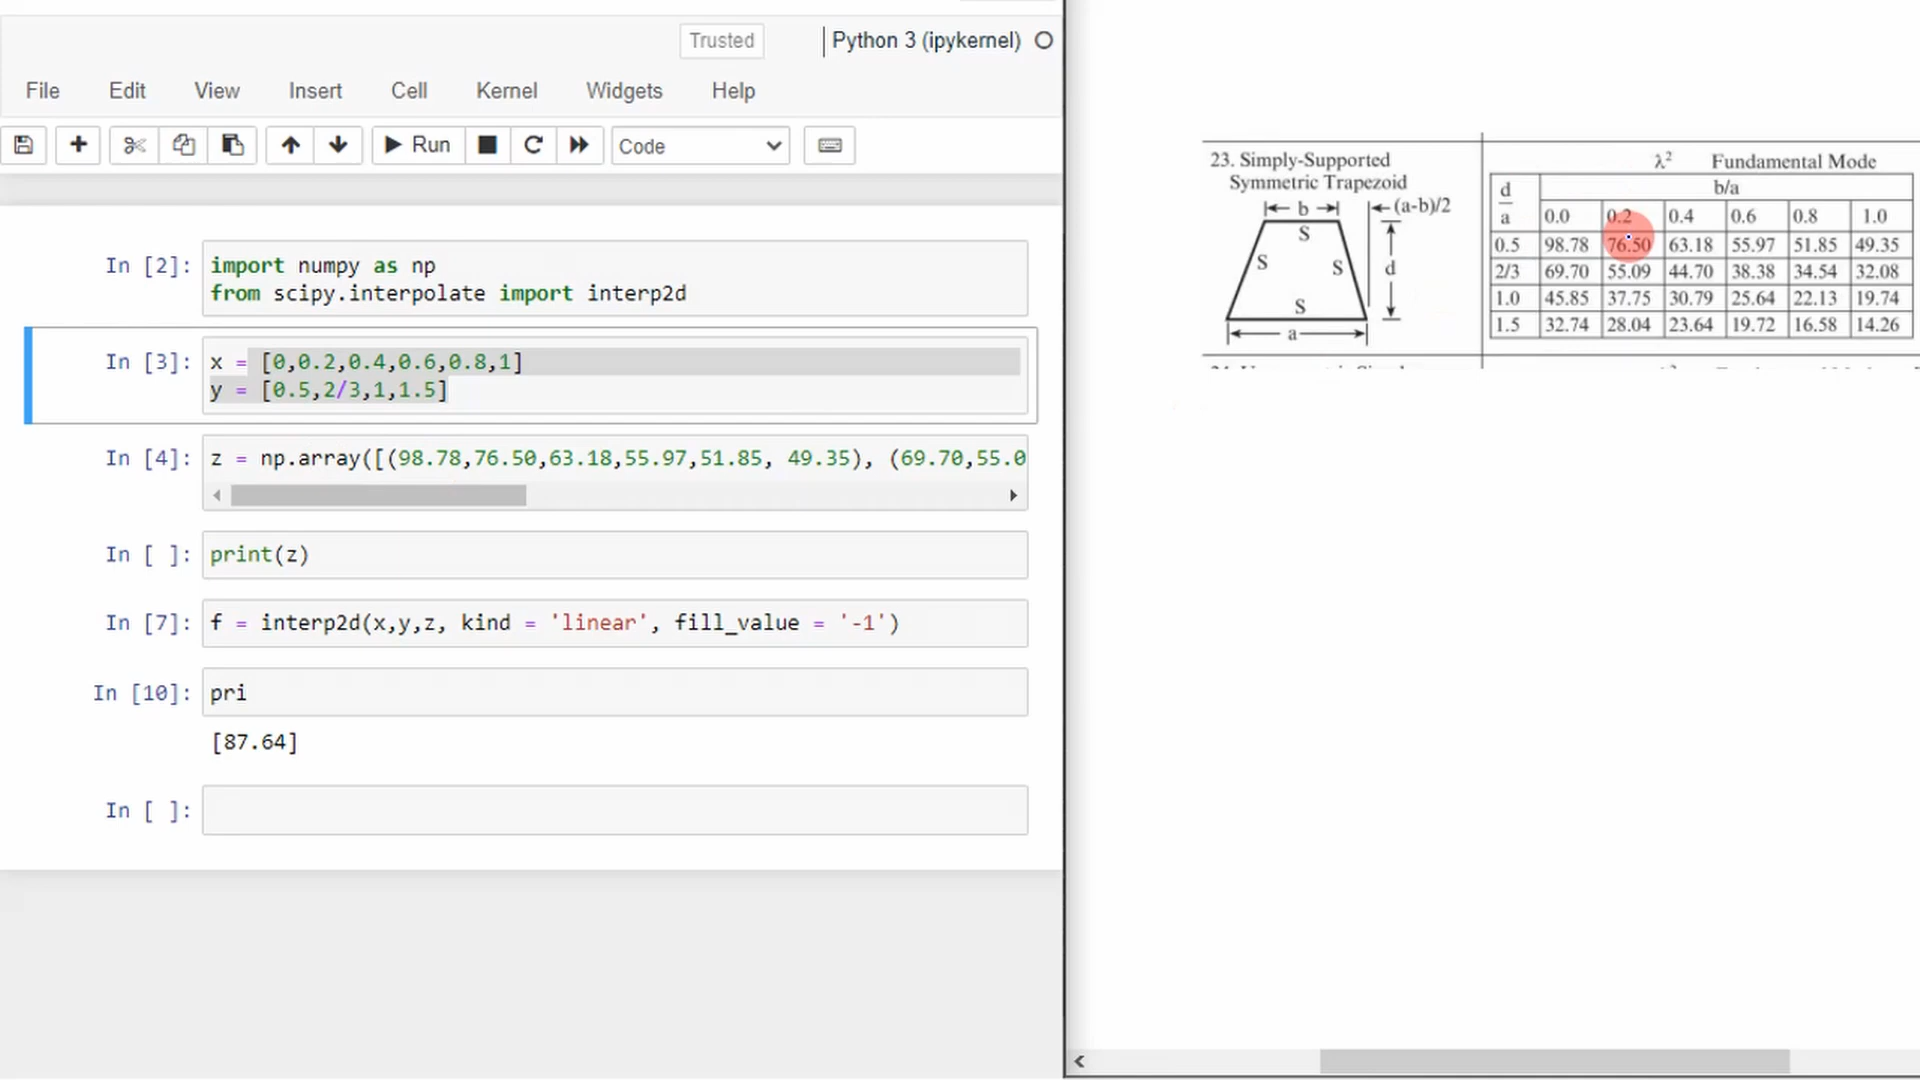 Trusted
Python 3 (ipykernel)
File Edit View Insert Cell Kernel Widgets Help
Run
Code
In [2]:
import numpy as np
from scipy.interpolate import interp2d
In [3]:
x = [0,0.2,0.4,0.6,0.8,1]
y = [0.5,2/3,1,1.5]
In [4]:
z = np.array([(98.78,76.50,63.18,55.97,51.85, 49.35), (69.70,55.0
In [ ]:
print(z)
In [7]:
f = interp2d(x,y,z, kind = 'linear', fill_value = '-1')
In [10]:
pri
[87.64]
In [ ]:
23. Simply-Supported
Symmetric Trapezoid
b
(a-b)/2
S
S
S
d
S
a
λ² Fundamental Mode
d/a
b/a
0.0 0.2 0.4 0.6 0.8 1.0
0.5 98.78 76.50 63.18 55.97 51.85 49.35
2/3 69.70 55.09 44.70 38.38 34.54 32.08
1.0 45.85 37.75 30.79 25.64 22.13 19.74
1.5 32.74 28.04 23.64 19.72 16.58 14.26